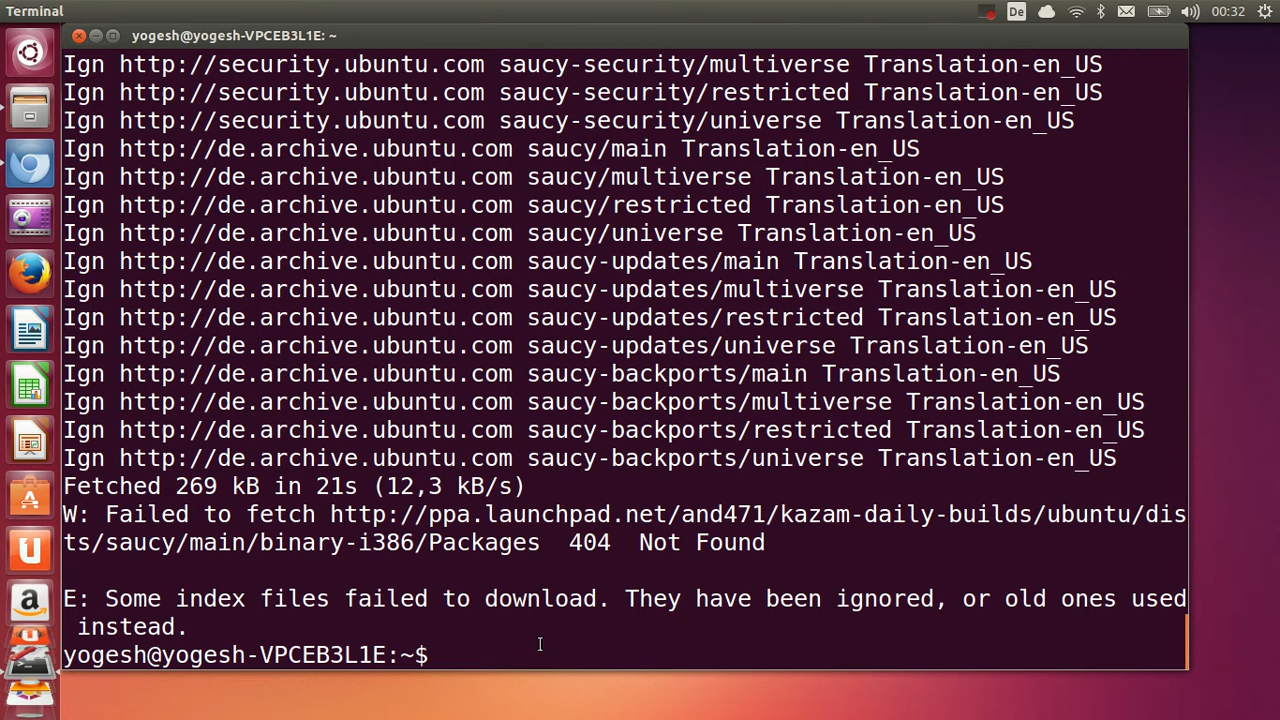 Terminal
De
00:32
yogesh@yogesh-VPCEB3L1E: ~
Ign http://security.ubuntu.com saucy-security/multiverse Translation-en_US
Ign http://security.ubuntu.com saucy-security/restricted Translation-en_US
Ign http://security.ubuntu.com saucy-security/universe Translation-en_US
Ign http://de.archive.ubuntu.com saucy/main Translation-en_US
Ign http://de.archive.ubuntu.com saucy/multiverse Translation-en_US
Ign http://de.archive.ubuntu.com saucy/restricted Translation-en_US
Ign http://de.archive.ubuntu.com saucy/universe Translation-en_US
Ign http://de.archive.ubuntu.com saucy-updates/main Translation-en_US
Ign http://de.archive.ubuntu.com saucy-updates/multiverse Translation-en_US
Ign http://de.archive.ubuntu.com saucy-updates/restricted Translation-en_US
Ign http://de.archive.ubuntu.com saucy-updates/universe Translation-en_US
Ign http://de.archive.ubuntu.com saucy-backports/main Translation-en_US
Ign http://de.archive.ubuntu.com saucy-backports/multiverse Translation-en_US
Ign http://de.archive.ubuntu.com saucy-backports/restricted Translation-en_US
Ign http://de.archive.ubuntu.com saucy-backports/universe Translation-en_US
Fetched 269 kB in 21s (12,3 kB/s)
W: Failed to fetch http://ppa.launchpad.net/and471/kazam-daily-builds/ubuntu/dis
ts/saucy/main/binary-i386/Packages  404  Not Found
E: Some index files failed to download. They have been ignored, or old ones used
 instead.
yogesh@yogesh-VPCEB3L1E:~$